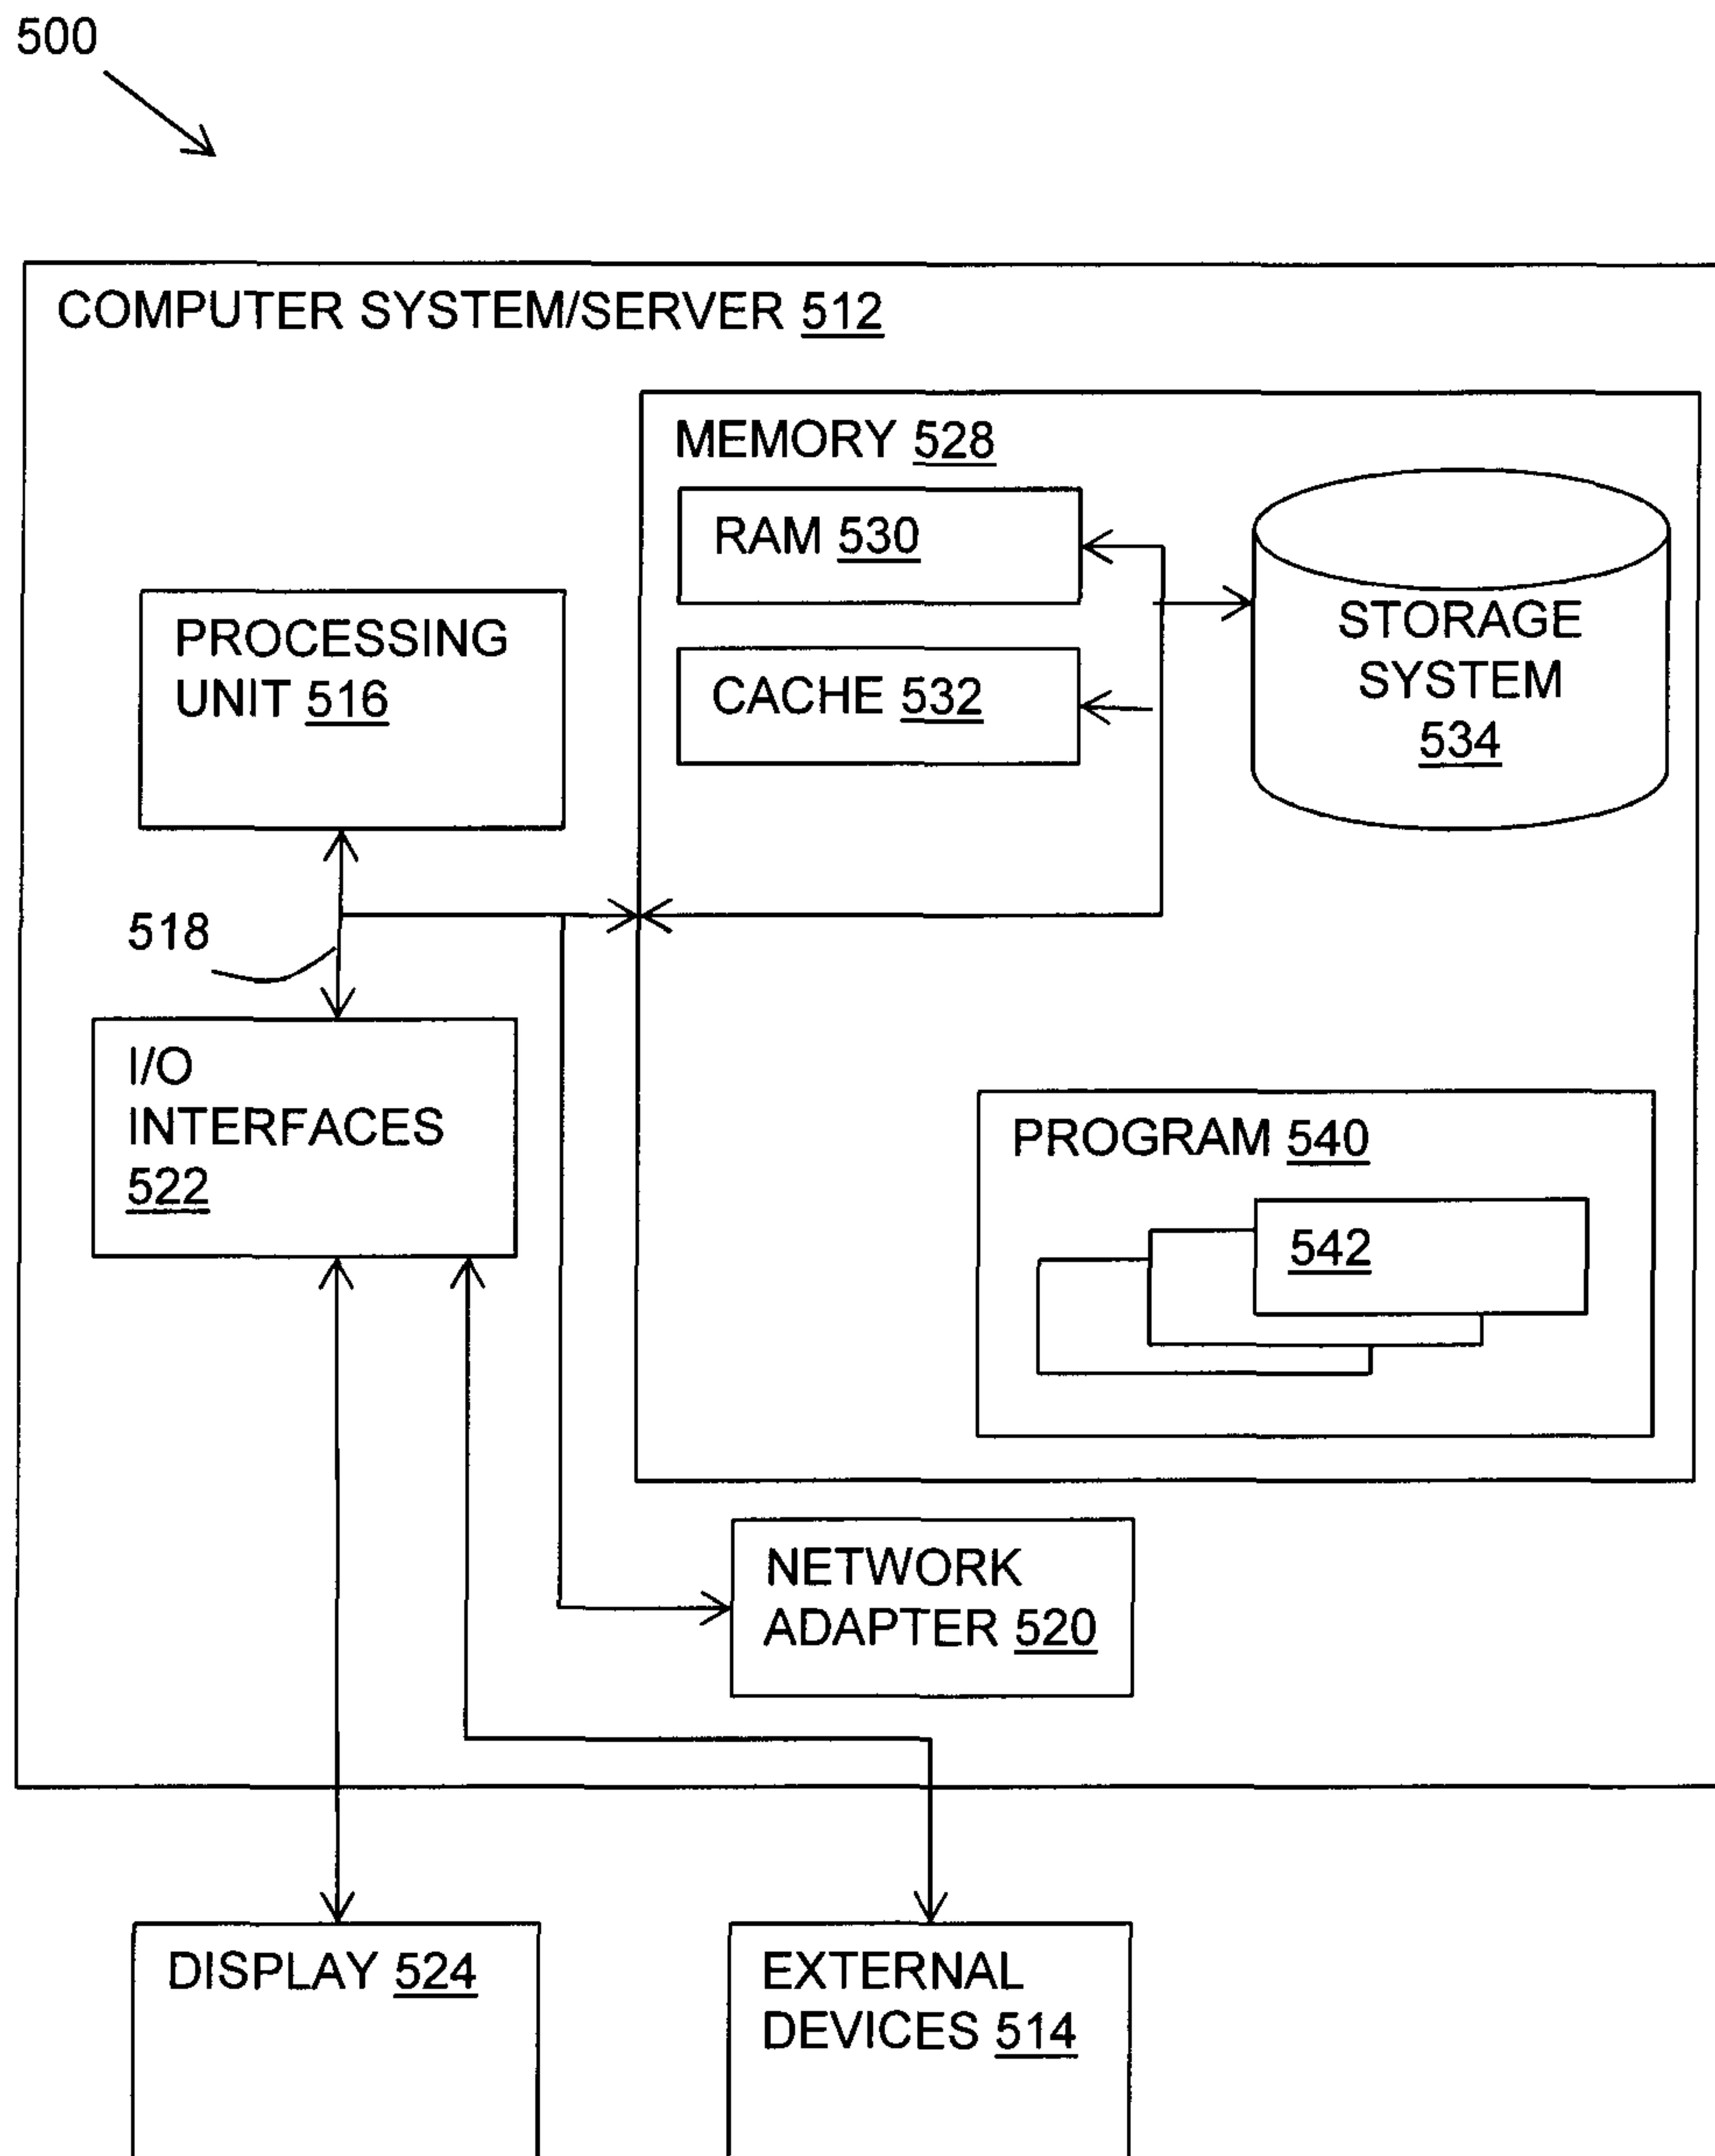 500
COMPUTER SYSTEM/SERVER 512
MEMORY 528
RAM 530
STORAGE
SYSTEM
534
PROCESSING
UNIT 516
CACHE 532
518
I/O
INTERFACES
522
PROGRAM 540
542
NETWORK
ADAPTER 520
DISPLAY 524
EXTERNAL
DEVICES 514